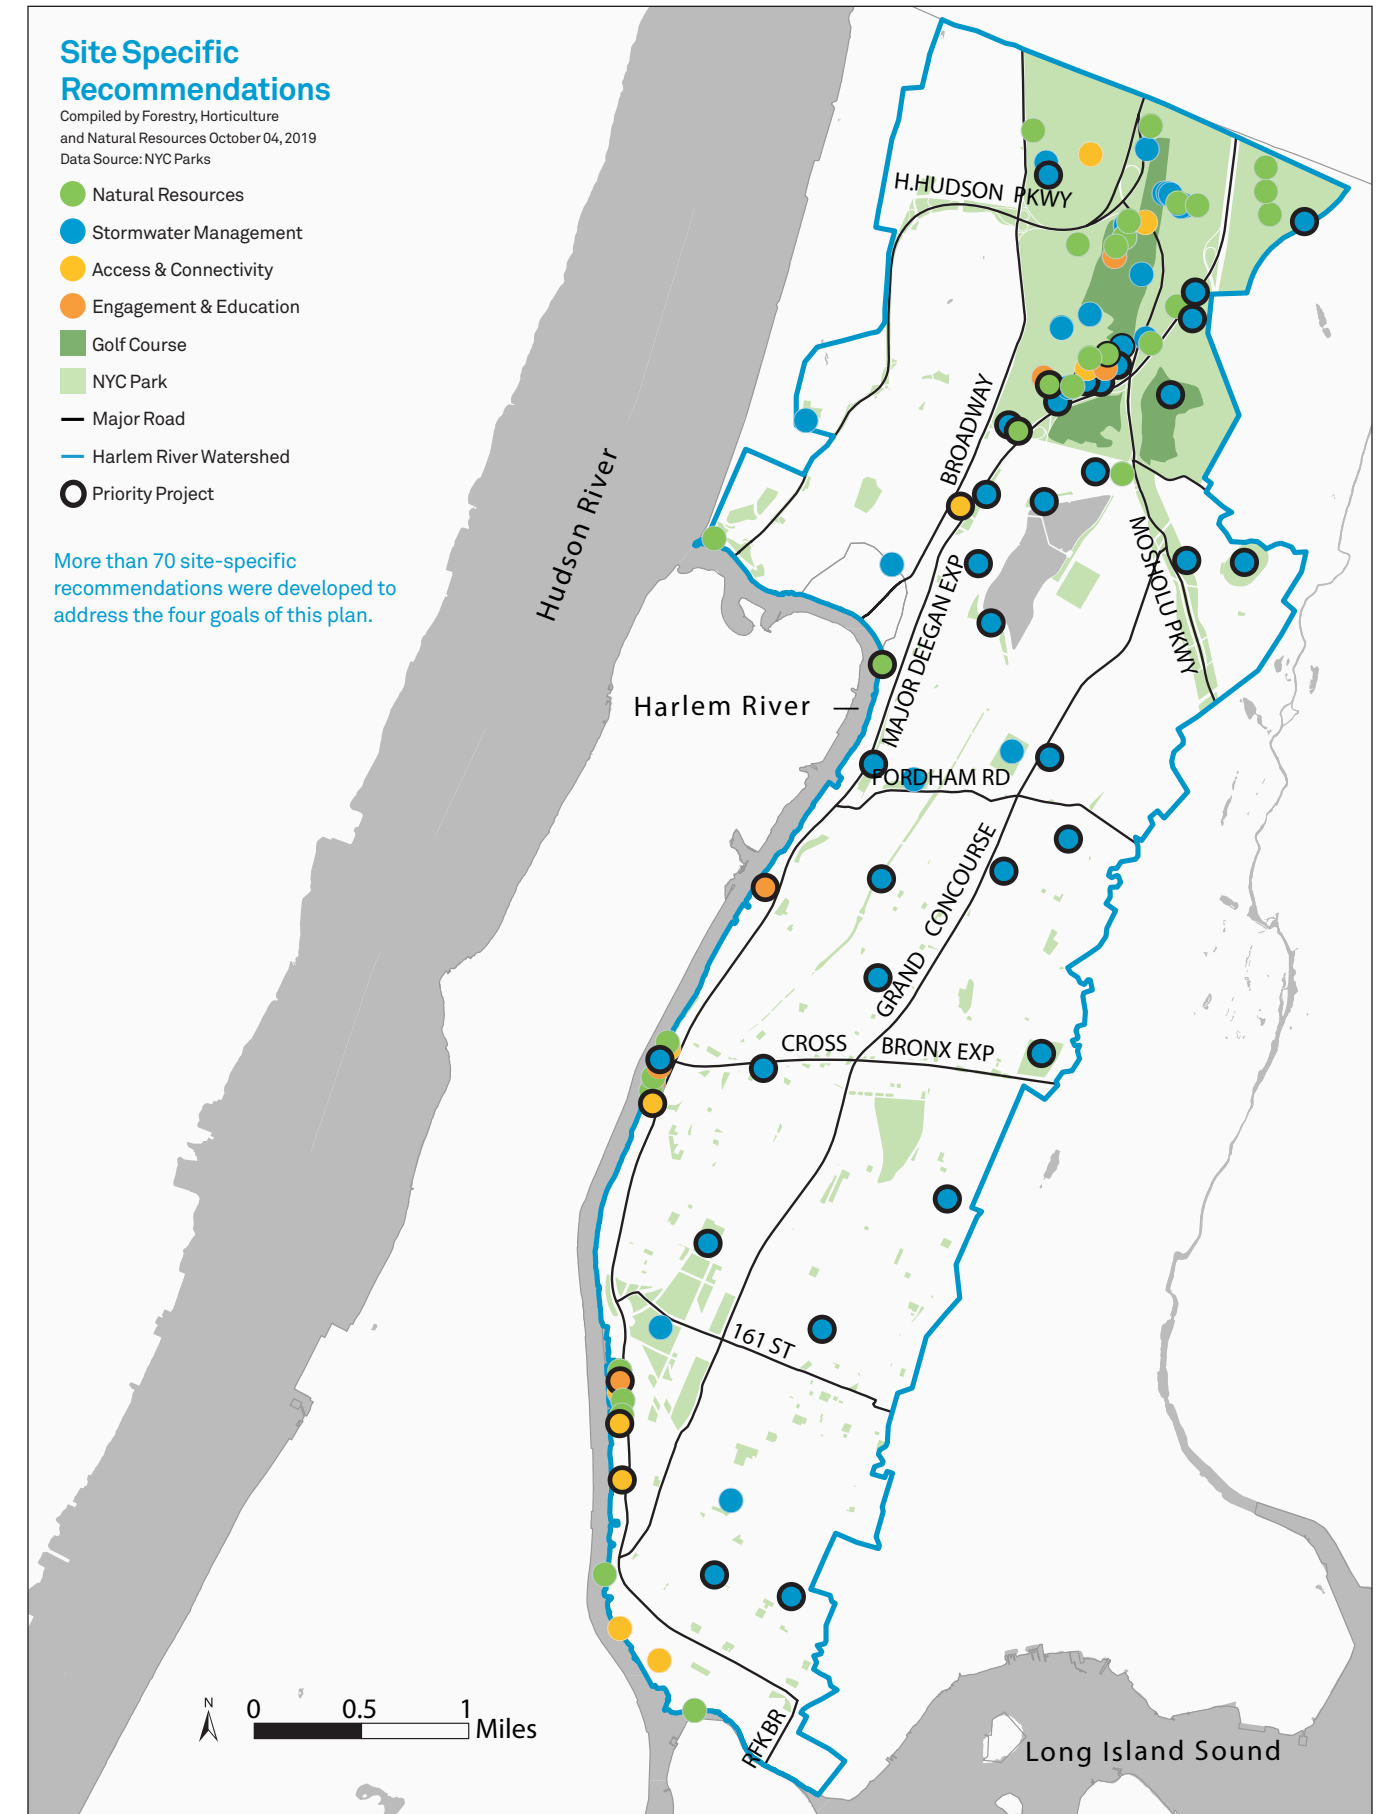 Site Specific
Recommendations
Compiled by Forestry, Horticulture
and Natural Resources October 04, 2019
Data Source: NYC Parks
Natural Resources
Stormwater Management
Access & Connectivity
Engagement & Education
Golf Course
NYC Park
Major Road
Harlem River Watershed
Priority Project
More than 70 site-specific
recommendations were developed to
address the four goals of this plan.
H.HUDSON PKWY
BROADWAY
Hudson River
MOSHOLU PKWY
MAJOR DEEGAN EXP
Harlem River
FORDHAM RD
GRAND CONCOURSE
CROSS BRONX EXP
161 ST
RFK BR
N
0 0.5 1
Miles
Long Island Sound